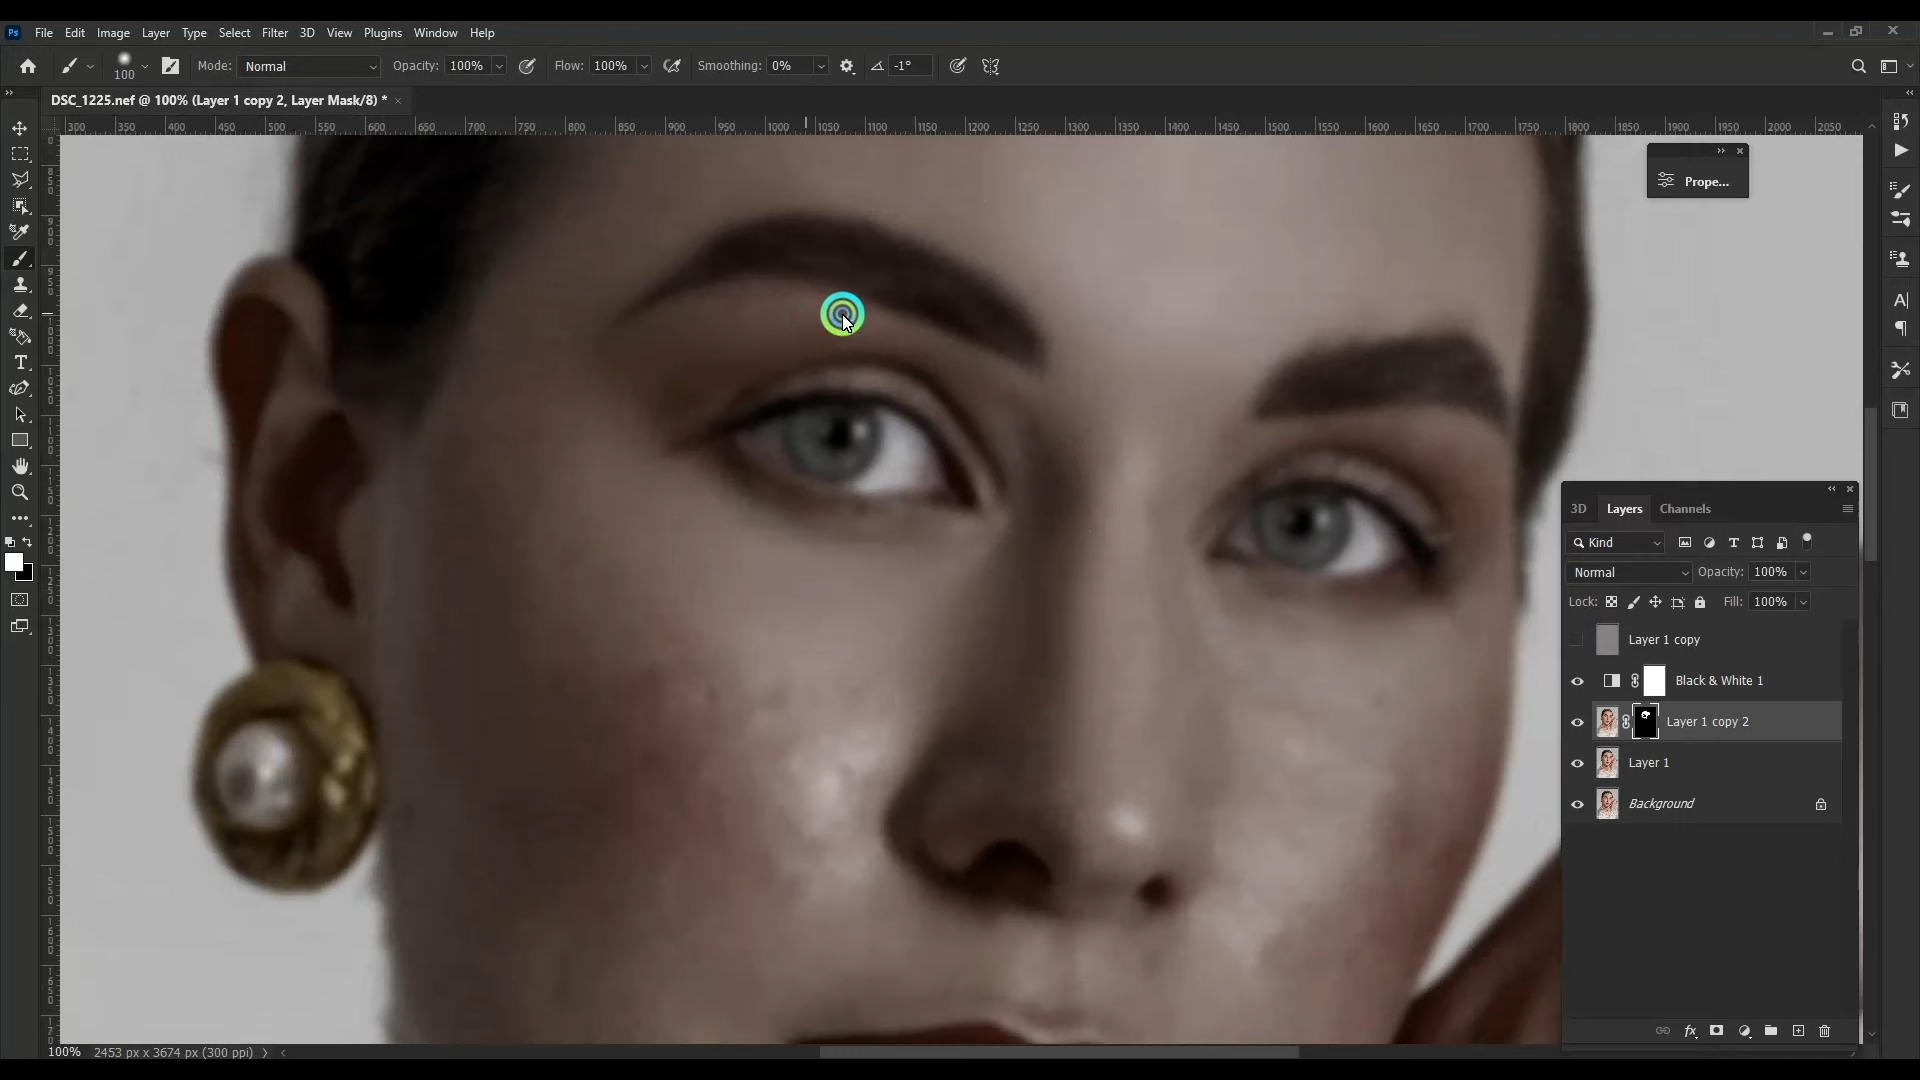 Ps File Edit Image Layer Type Select Filter 3D View Plugins Window Help
100 Mode: Normal Opacity: 100% Flow: 100% Smoothing: 0% -1°
DSC_1225.nef @ 100% (Layer 1 copy 2, Layer Mask/8) * ×
300 350 400 450 500 550 600 650 700 750 800 850 900 950 1000 1050 1100 1150 1200 1250 1300 1350 1400 1450 1500 1550 1600 1650 1700 1750 1800 1850 1900 1950 2000 2050
Prope...
3D Layers Channels
Kind
Normal Opacity: 100%
Lock: Fill: 100%
Layer 1 copy
Black & White 1
Layer 1 copy 2
Layer 1
Background
100% 2453 px x 3674 px (300 ppi)